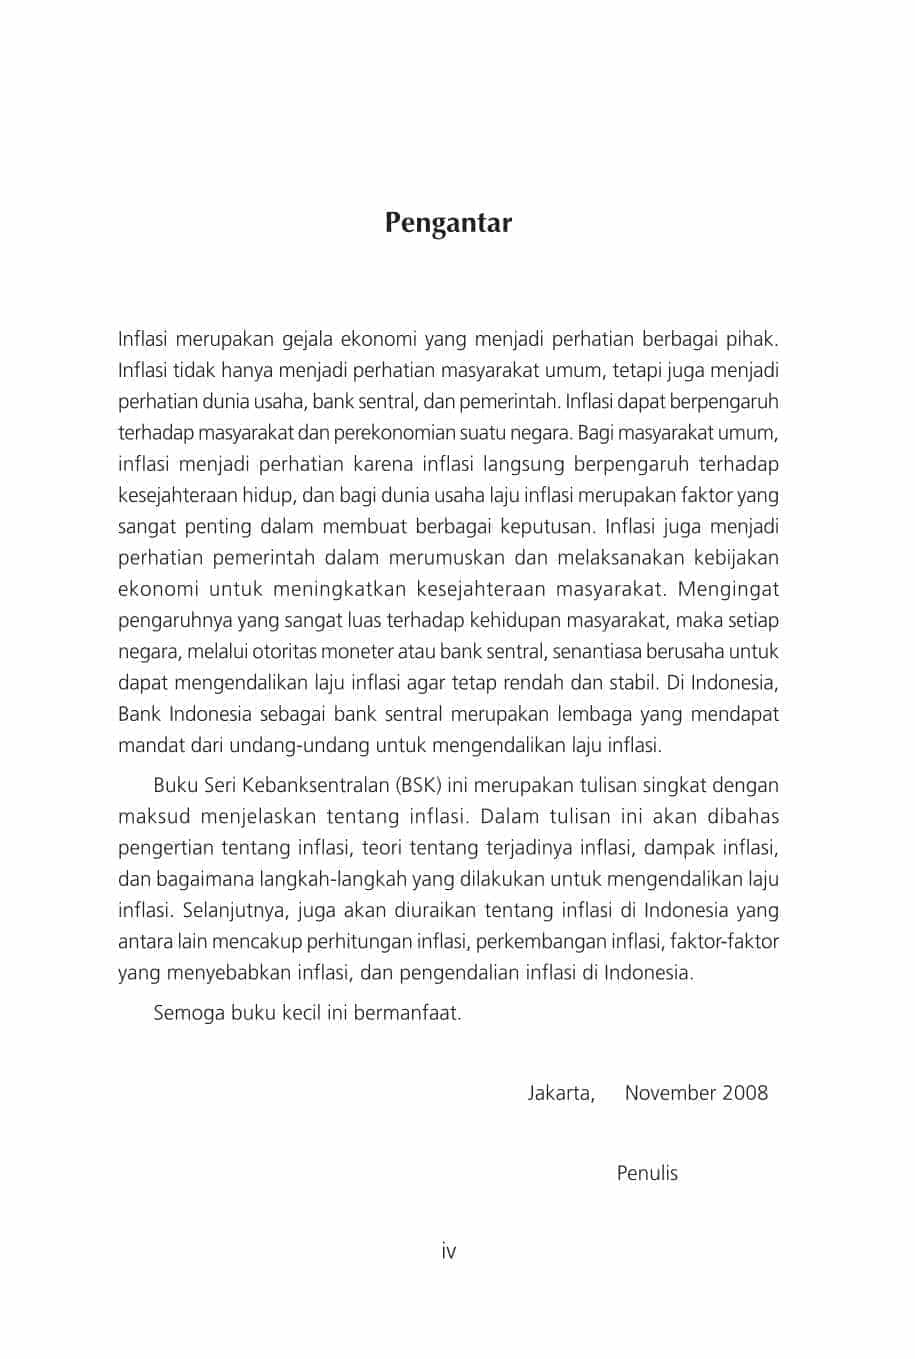 Pengantar
Inflasi merupakan gejala ekonomi yang menjadi perhatian berbagai pihak.
Inflasi tidak hanya menjadi perhatian masyarakat umum, tetapi juga menjadi
perhatian dunia usaha, bank sentral, dan pemerintah. Inflasi dapat berpengaruh
terhadap masyarakat dan perekonomian suatu negara. Bagi masyarakat umum,
inflasi menjadi perhatian karena inflasi langsung berpengaruh terhadap
kesejahteraan hidup, dan bagi dunia usaha laju inflasi merupakan faktor yang
sangat penting dalam membuat berbagai keputusan. Inflasi juga menjadi
perhatian pemerintah dalam merumuskan dan melaksanakan kebijakan
ekonomi untuk meningkatkan kesejahteraan masyarakat. Mengingat
pengaruhnya yang sangat luas terhadap kehidupan masyarakat, maka setiap
negara, melalui otoritas moneter atau bank sentral, senantiasa berusaha untuk
dapat mengendalikan laju inflasi agar tetap rendah dan stabil. Di Indonesia,
Bank Indonesia sebagai bank sentral merupakan lembaga yang mendapat
mandat dari undang-undang untuk mengendalikan laju inflasi.
Buku Seri Kebanksentralan (BSK) ini merupakan tulisan singkat dengan
maksud menjelaskan tentang inflasi. Dalam tulisan ini akan dibahas
pengertian tentang inflasi, teori tentang terjadinya inflasi, dampak inflasi,
dan bagaimana langkah-langkah yang dilakukan untuk mengendalikan laju
inflasi. Selanjutnya, juga akan diuraikan tentang inflasi di Indonesia yang
antara lain mencakup perhitungan inflasi, perkembangan inflasi, faktor-faktor
yang menyebabkan inflasi, dan pengendalian inflasi di Indonesia.
Semoga buku kecil ini bermanfaat.
Jakarta, November 2008
Penulis
iv